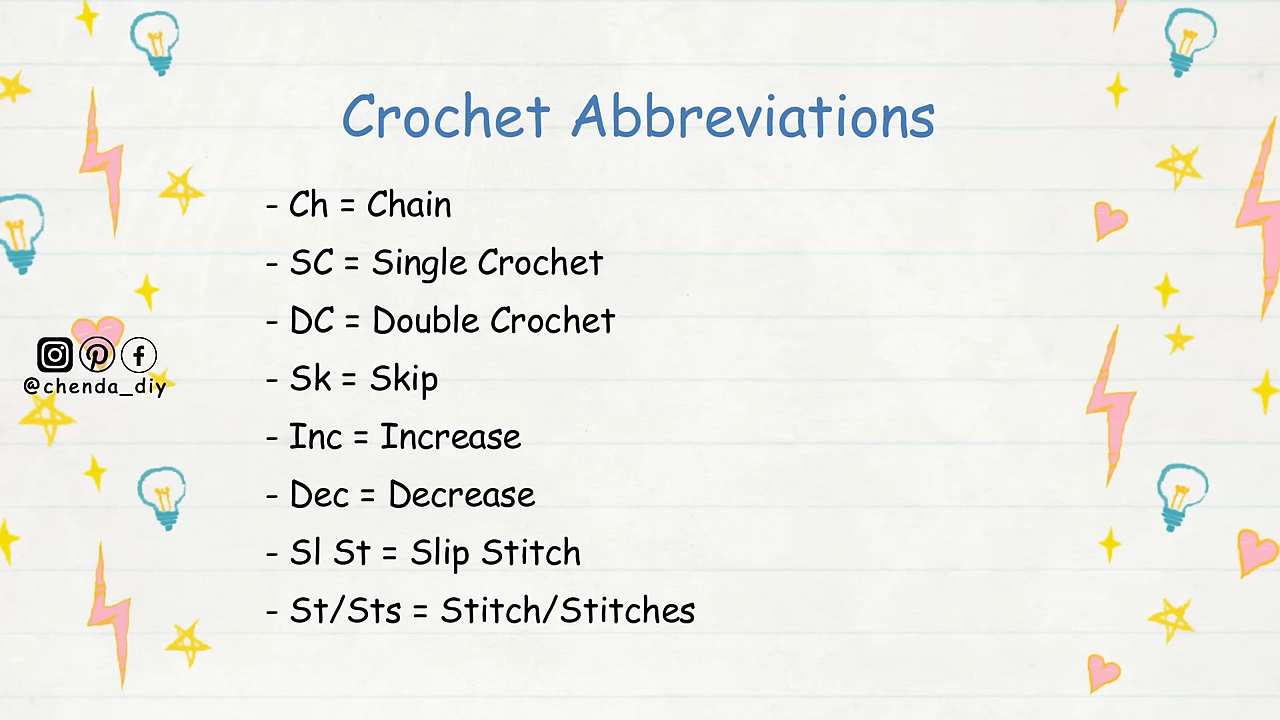 Crochet Abbreviations
- Ch = Chain
- SC = Single Crochet
- DC = Double Crochet
- Sk = Skip
- Inc = Increase
- Dec = Decrease
- Sl St = Slip Stitch
- St/Sts = Stitch/Stitches
@chenda_diy